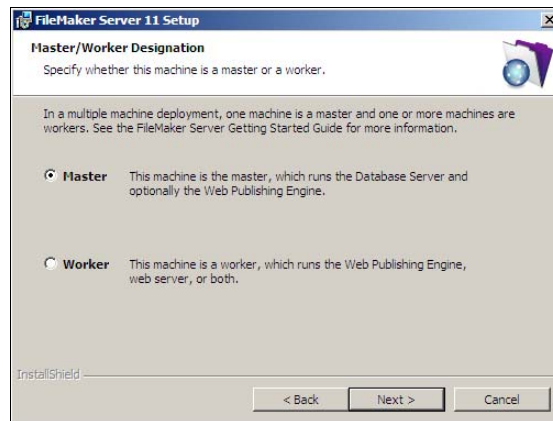 FileMaker Server 11 Setup
Master/Worker Designation
Specify whether this machine is a master or a worker.
In a multiple machine deployment, one machine is a master and one or more machines are
workers. See the FileMaker Server Getting Started Guide for more information.
Master This machine is the master, which runs the Database Server and
optionally the Web Publishing Engine.
Worker This machine is a worker, which runs the Web Publishing Engine,
web server, or both.
InstallShield
< Back Next > Cancel